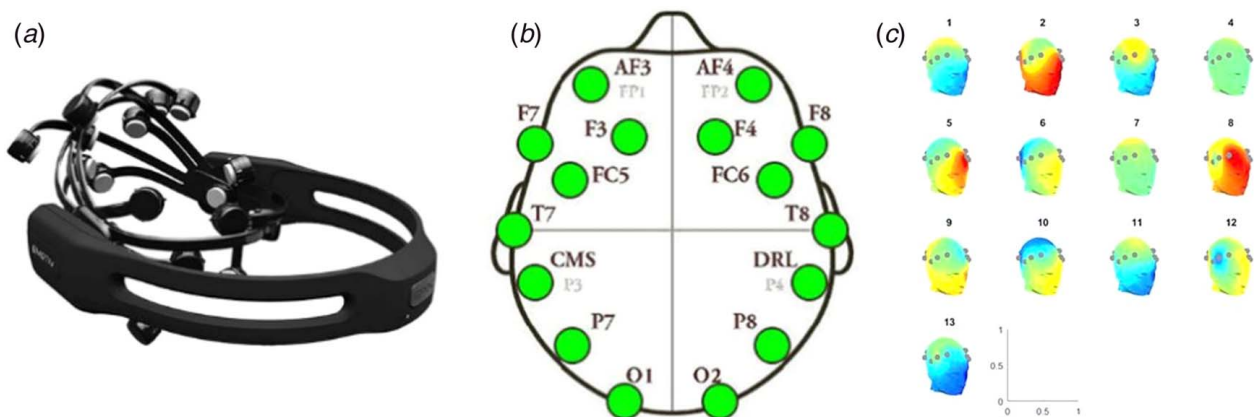 (a)
EMOTIV
(b)
AF3 AF4
FP1 FP2
F7 F3 F4 F8
FC5 FC6
T7 T8
CMS DRL
P3 P4
P7 P8
O1 O2
(c)
1 2 3 4
5 6 7 8
9 10 11 12
13
1
0.5
0
0 0.5 1